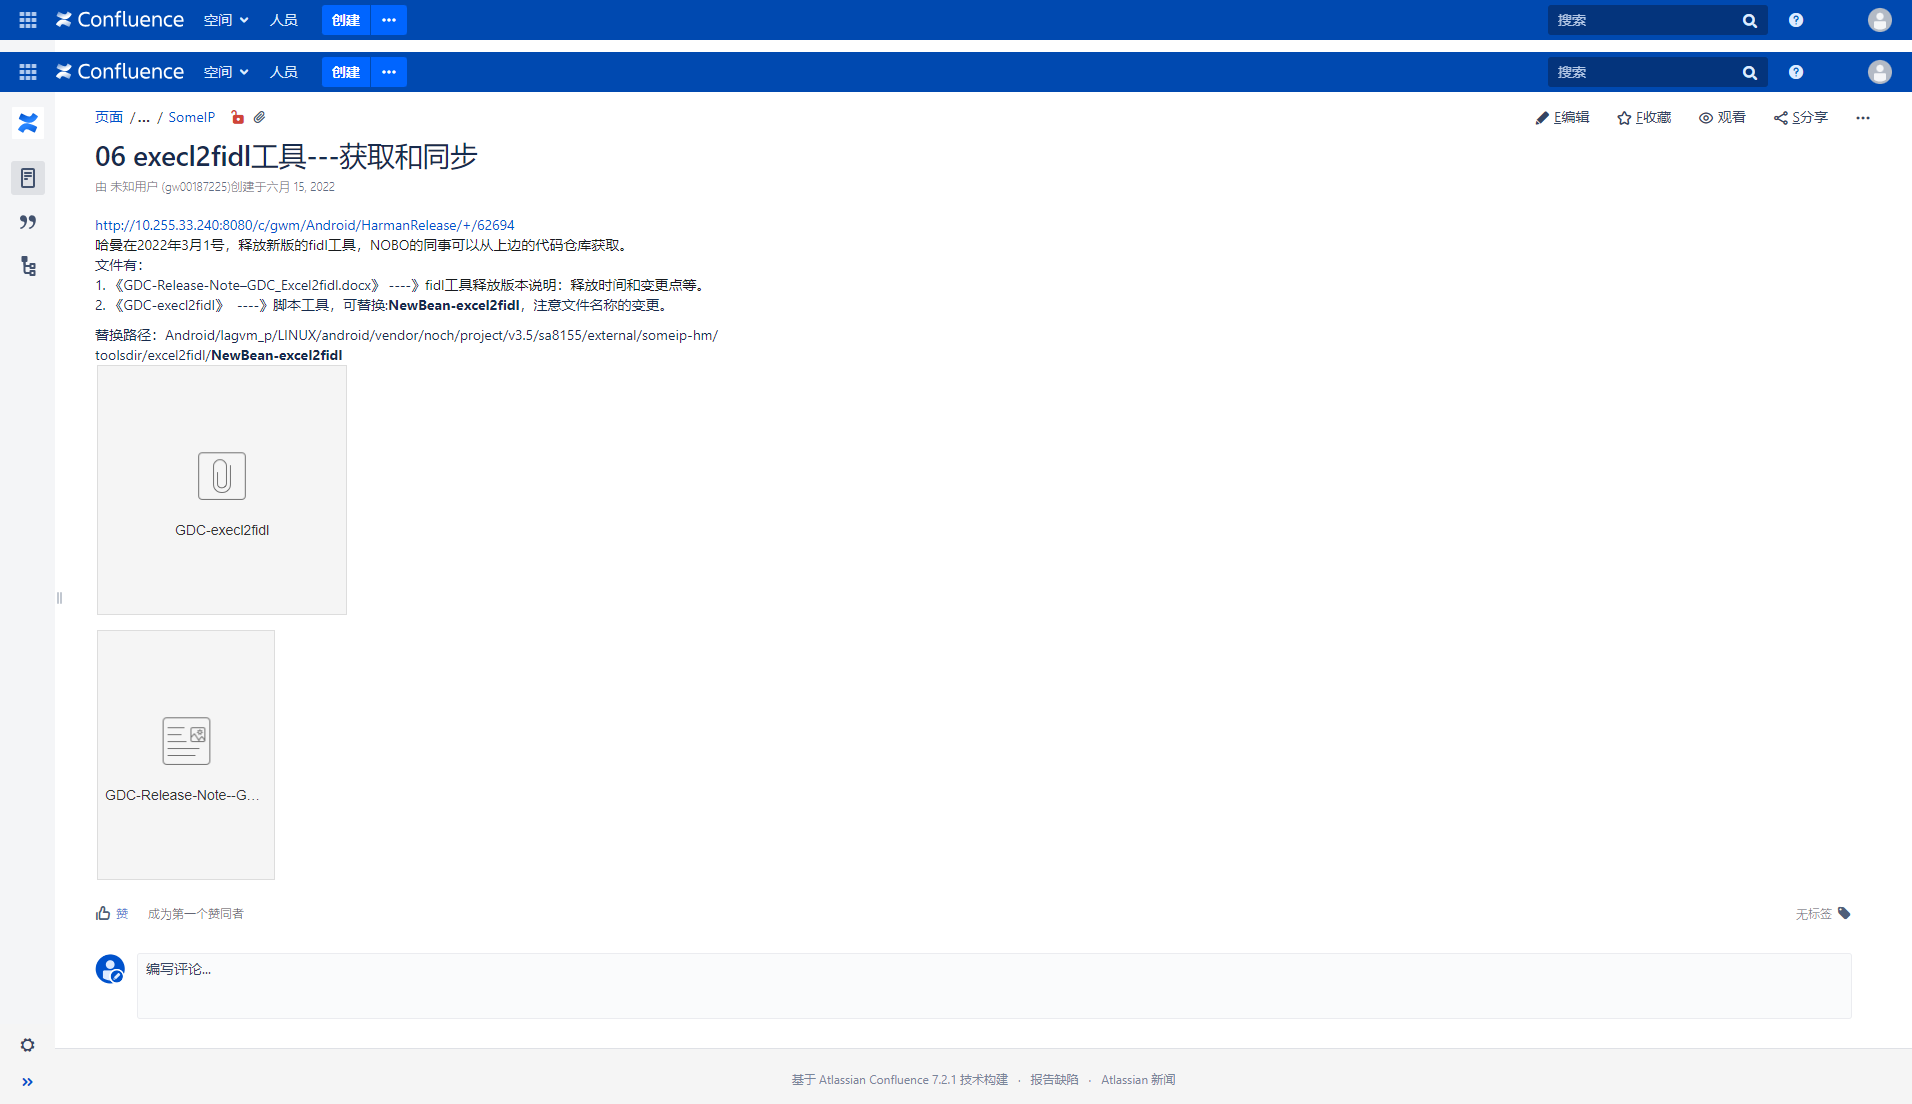 Confluence 空间 人员 创建 ••• 搜索
Confluence 空间 人员 创建 ••• 搜索
页面 /... / SomeIP
E编辑 F收藏 观看 S分享 •••
06 execl2fidl工具---获取和同步
由 未知用户 (gw00187225)创建于六月 15, 2022
http://10.255.33.240:8080/c/gwm/Android/HarmanRelease/+/62694
哈曼在2022年3月1号，释放新版的fidl工具，NOBO的同事可以从上边的代码仓库获取。
文件有：
1. 《GDC-Release-Note–GDC_Excel2fidl.docx》 ----》fidl工具释放版本说明：释放时间和变更点等。
2. 《GDC-execl2fidl》 ----》脚本工具，可替换:NewBean-excel2fidl，注意文件名称的变更。
替换路径：Android/lagvm_p/LINUX/android/vendor/noch/project/v3.5/sa8155/external/someip-hm/
toolsdir/excel2fidl/NewBean-excel2fidl
GDC-execl2fidl
GDC-Release-Note--G...
赞 成为第一个赞同者
无标签
编写评论...
基于 Atlassian Confluence 7.2.1 技术构建 · 报告缺陷 · Atlassian 新闻